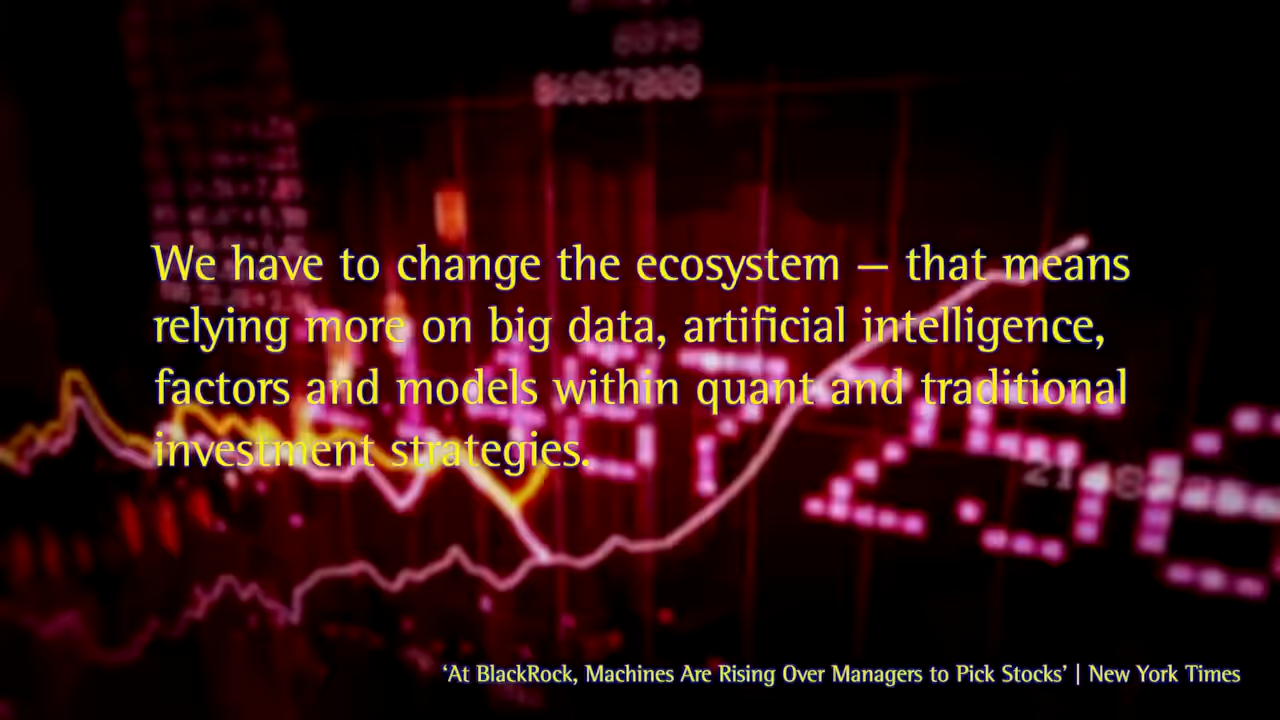 We have to change the ecosystem – that means
relying more on big data, artificial intelligence,
factors and models within quant and traditional
investment strategies.
‘At BlackRock, Machines Are Rising Over Managers to Pick Stocks’ | New York Times